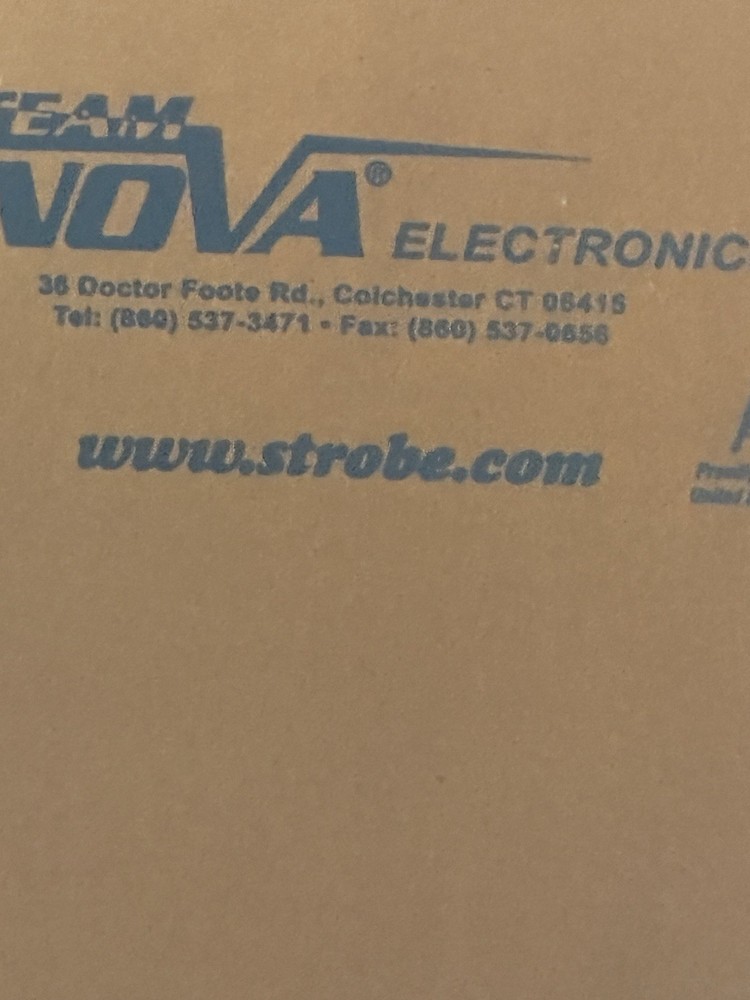 TEAM
NOVA® ELECTRONIC
36 Doctor Foote Rd., Colchester CT 06415
Tel: (860) 537-3471 • Fax: (860) 537-0656
www.strobe.com
United